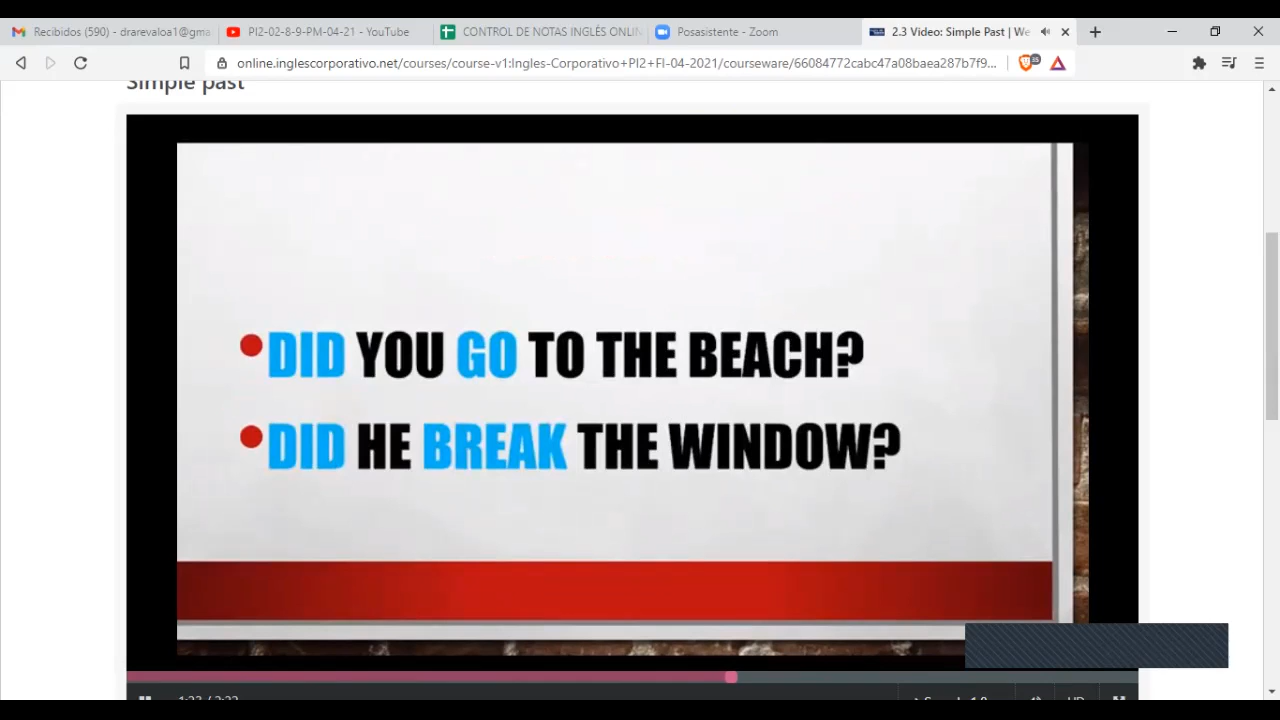 Recibidos (590) - drarevaloa1@gma
PI2-02-8-9-PM-04-21 - YouTube
CONTROL DE NOTAS INGLÉS ONLIN
Posasistente - Zoom
2.3 Video: Simple Past | We
online.inglescorporativo.net/courses/course-v1:Ingles-Corporativo+PI2+FI-04-2021/courseware/66084772cabc47a08baea287b7f9...
35
Simple past
•DID YOU GO TO THE BEACH?
•DID HE BREAK THE WINDOW?